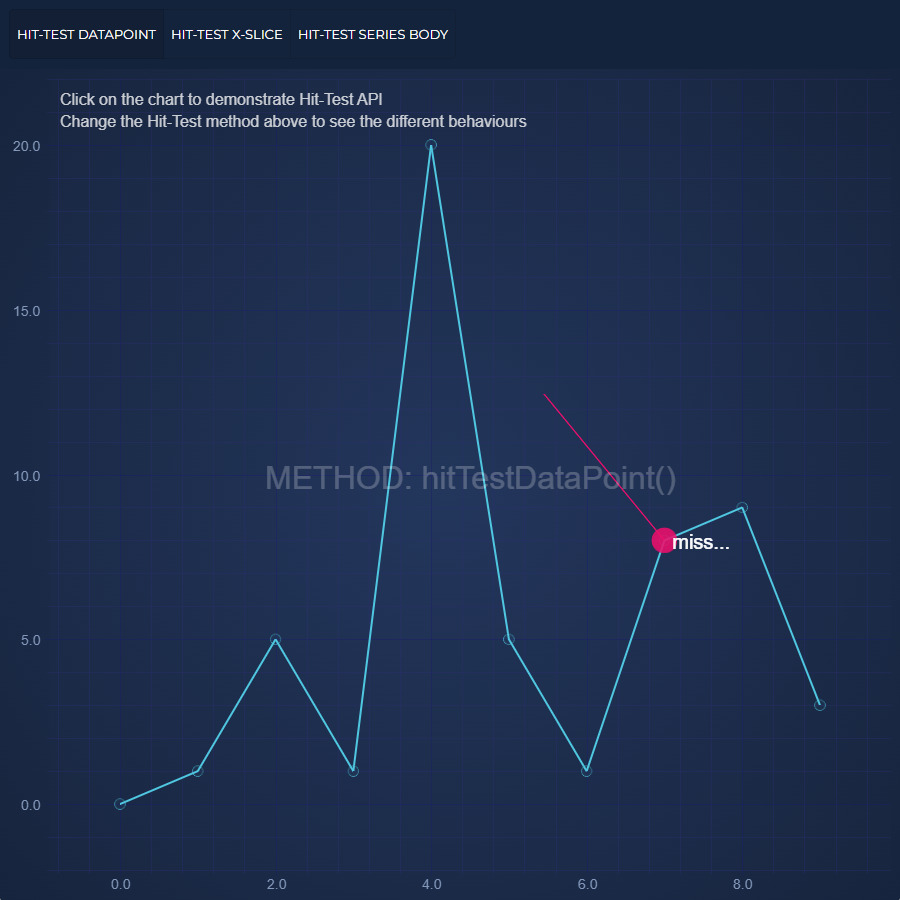 HIT-TEST DATAPOINT HIT-TEST X-SLICE HIT-TEST SERIES BODY
Click on the chart to demonstrate Hit-Test API
Change the Hit-Test method above to see the different behaviours
20.0
15.0
10.0
METHOD: hitTestDataPoint()
miss...
5.0
0.0
0.0 2.0 4.0 6.0 8.0